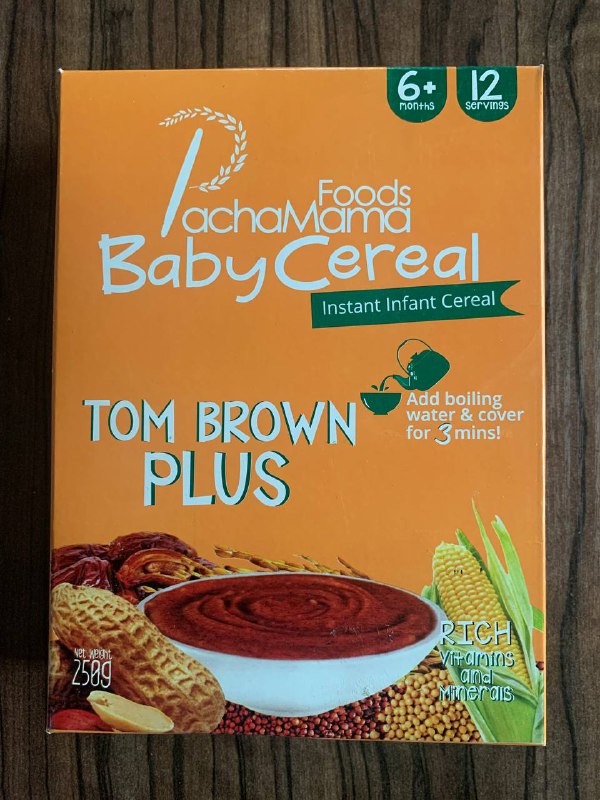 6+
months
12
servings
Foods
PachaMama
Baby Cereal
Instant Infant Cereal
Add boiling
water & cover
for 3 mins!
TOM BROWN
PLUS
RICH
Vitamins
and
Minerals
Net weight
250g